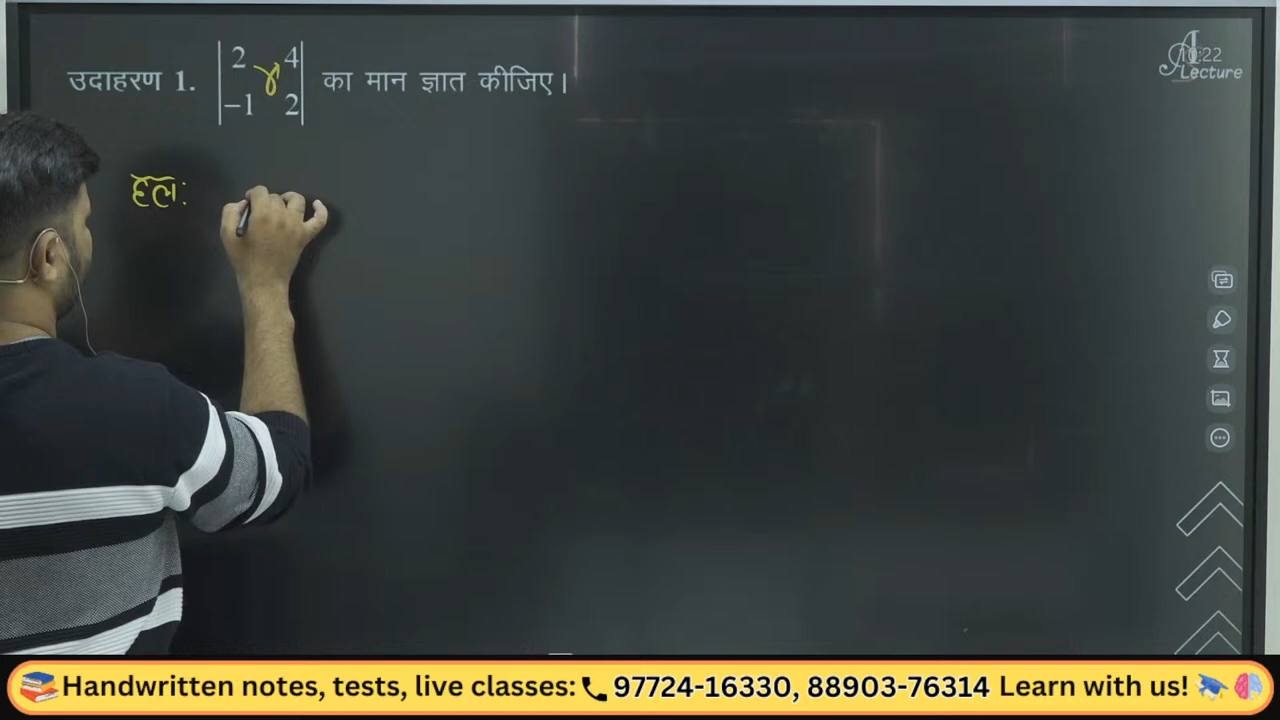 उदाहरण 1. | 2 4 | का मान ज्ञात कीजिए।
| –1 2 |
हल:
10:22
A Lecture
Handwritten notes, tests, live classes: 97724-16330, 88903-76314 Learn with us!